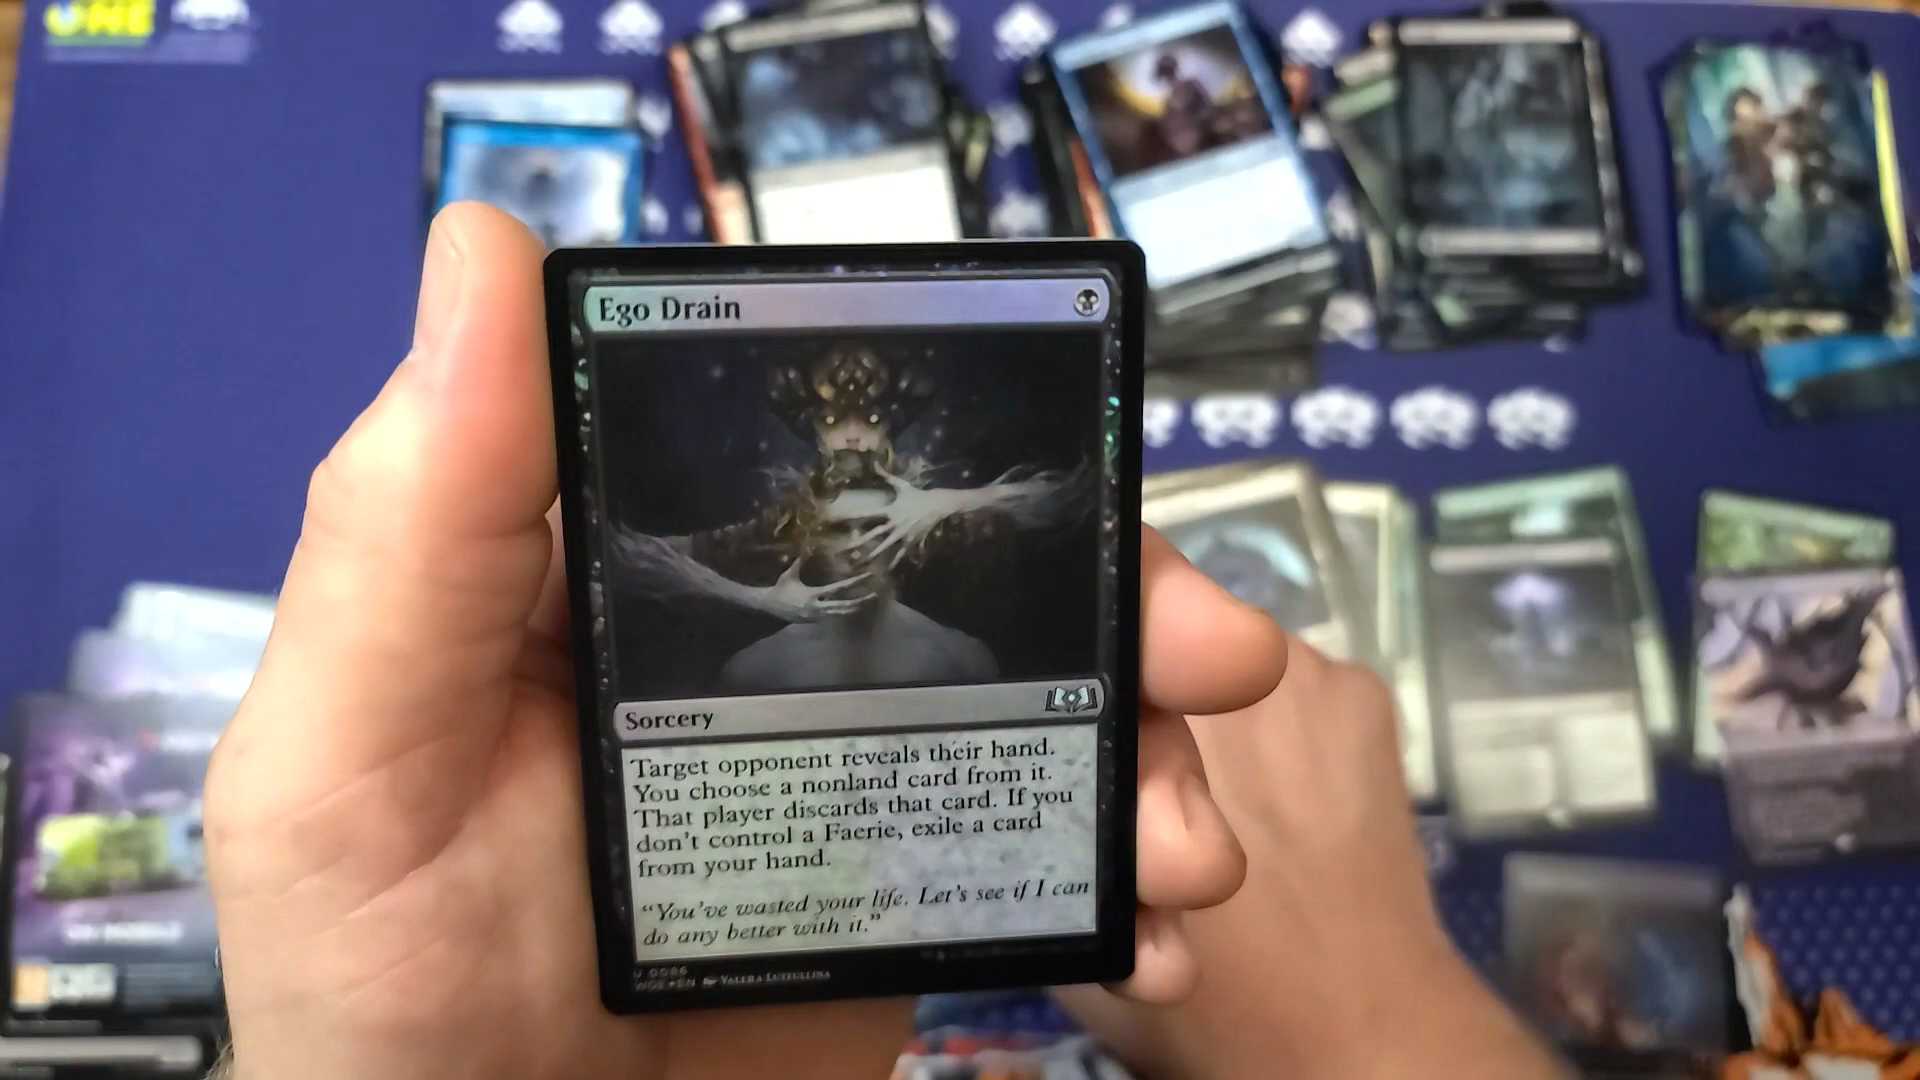 Ego Drain
Sorcery
Target opponent reveals their hand.
You choose a nonland card from it.
That player discards that card. If you
don't control a Faerie, exile a card
from your hand.
"You've wasted your life. Let's see if I can
do any better with it."
U 0086
WOE EN Valera Lutfullina